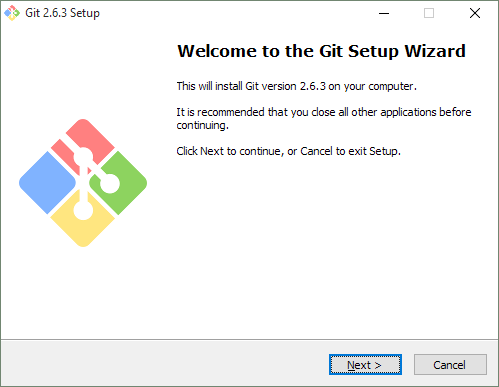 Git 2.6.3 Setup
Welcome to the Git Setup Wizard
This will install Git version 2.6.3 on your computer.
It is recommended that you close all other applications before
continuing.
Click Next to continue, or Cancel to exit Setup.
Next >
Cancel